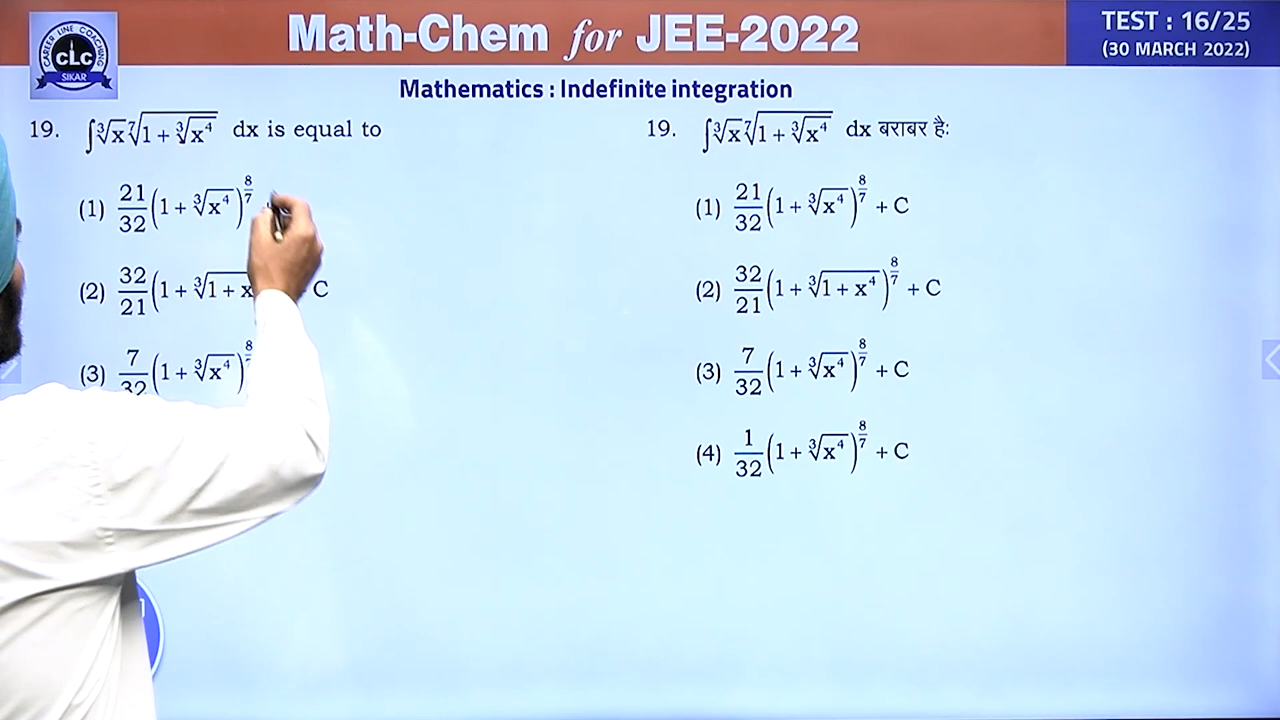 CAREER LINE COACHING
CLC
SIKAR
Math-Chem for JEE-2022
TEST : 16/25
(30 MARCH 2022)
Mathematics : Indefinite integration
19. ∫∛x ⁷√(1 + ∛(x⁴)) dx is equal to
(1) 21/32 (1 + ∛(x⁴))^(8/7)
(2) 32/21 (1 + ∛(1 + x C
(3) 7/32 (1 + ∛(x⁴))^8
19. ∫∛x ⁷√(1 + ∛(x⁴)) dx बराबर है:
(1) 21/32 (1 + ∛(x⁴))^(8/7) + C
(2) 32/21 (1 + ∛(1 + x⁴))^(8/7) + C
(3) 7/32 (1 + ∛(x⁴))^(8/7) + C
(4) 1/32 (1 + ∛(x⁴))^(8/7) + C